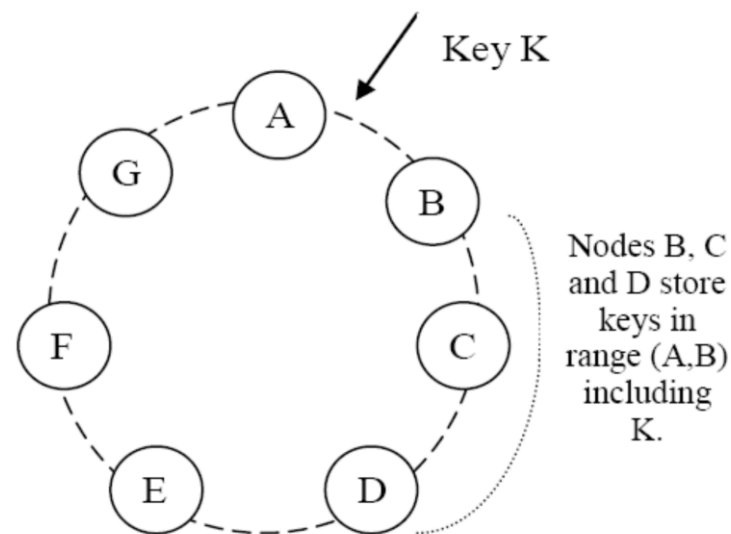 Key K
A
G
B
Nodes B, C
and D store
keys in
range (A,B)
including
K.
F
C
E
D